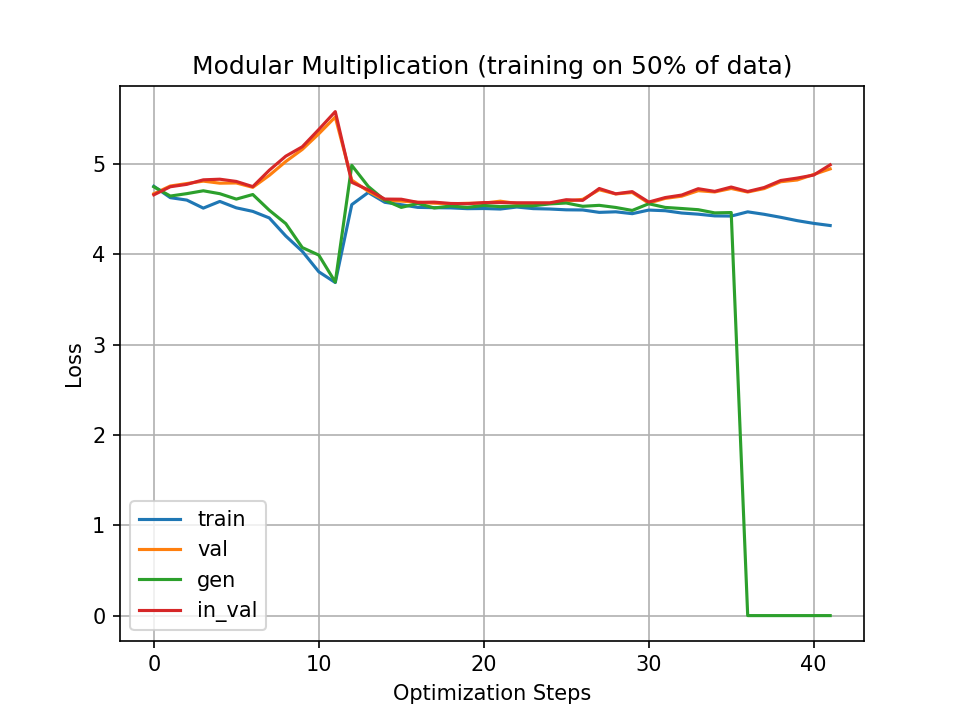 Modular Multiplication (training on 50% of data)
Loss
5
4
3
2
1
0
train
val
gen
in_val
0 10 20 30 40
Optimization Steps